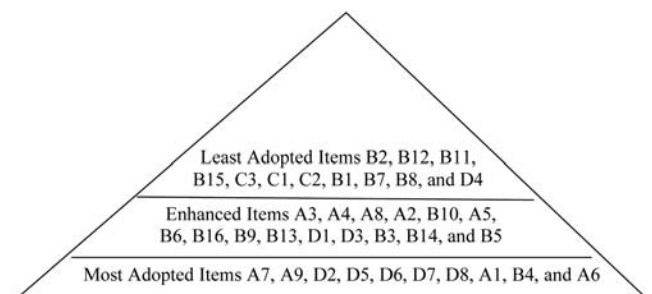 Least Adopted Items B2, B12, B11,
B15, C3, C1, C2, B1, B7, B8, and D4
Enhanced Items A3, A4, A8, A2, B10, A5,
B6, B16, B9, B13, D1, D3, B3, B14, and B5
Most Adopted Items A7, A9, D2, D5, D6, D7, D8, A1, B4, and A6